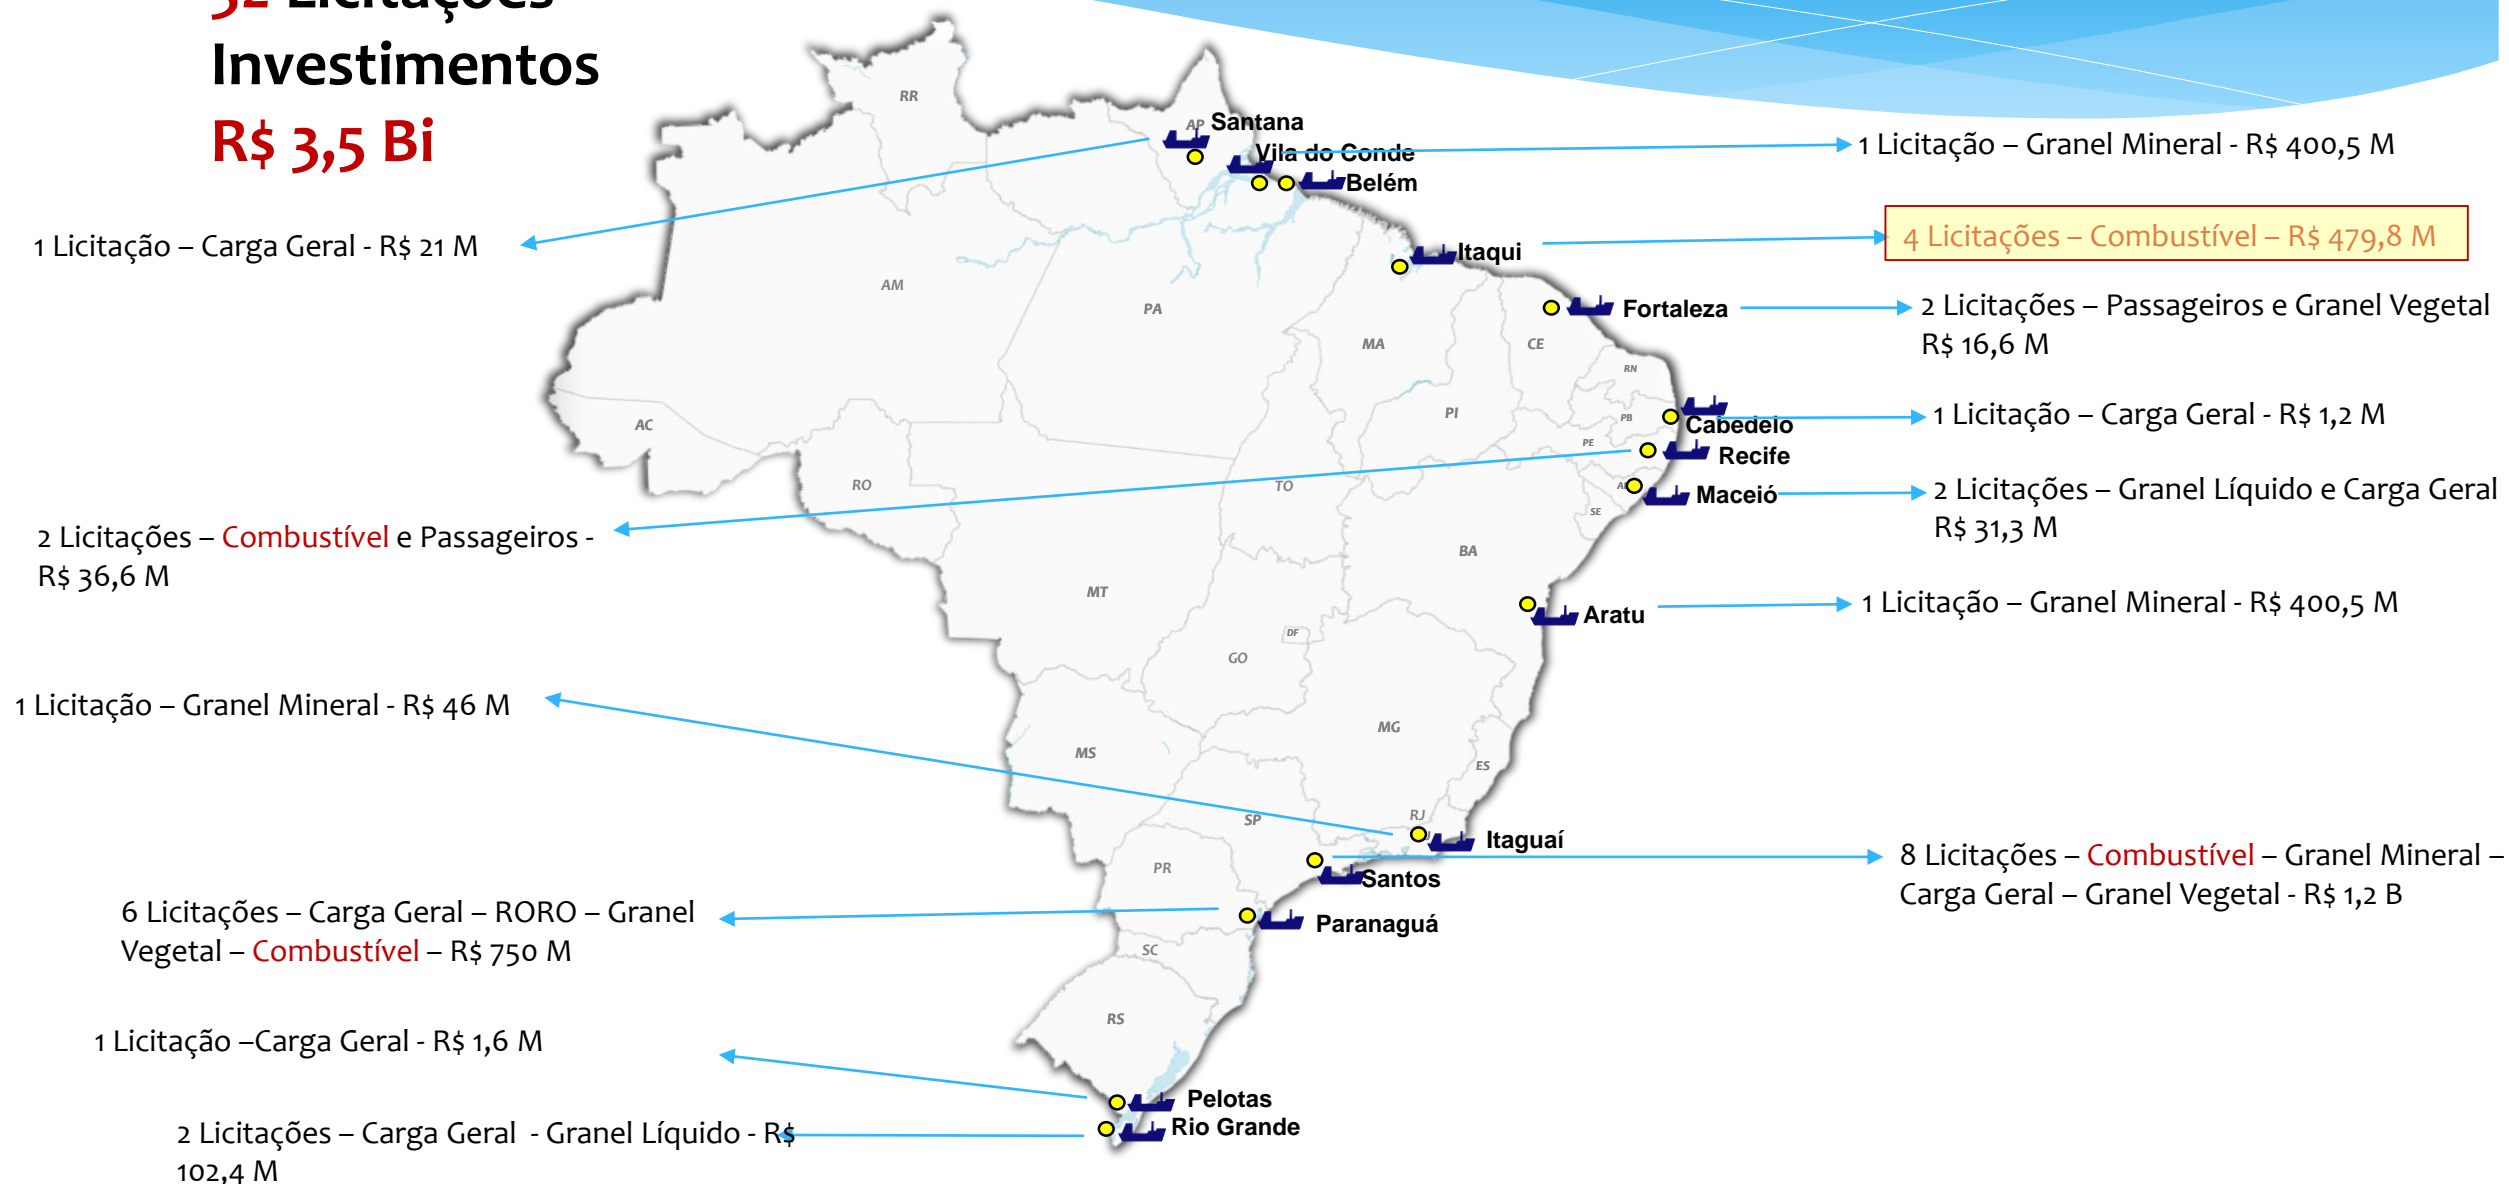 32 Licitações
Investimentos
R$ 3,5 Bi
RR
AP
Santana
Vila do Conde
Belém
1 Licitação – Granel Mineral - R$ 400,5 M
1 Licitação – Carga Geral - R$ 21 M
Itaqui
4 Licitações – Combustível – R$ 479,8 M
AM
PA
Fortaleza
2 Licitações – Passageiros e Granel Vegetal
R$ 16,6 M
MA
CE
RN
PI
PB
AC
Cabedelo
1 Licitação – Carga Geral - R$ 1,2 M
PE
Recife
RO
TO
Maceió
2 Licitações – Granel Líquido e Carga Geral
R$ 31,3 M
SE
2 Licitações – Combustível e Passageiros -
R$ 36,6 M
BA
MT
Aratu
1 Licitação – Granel Mineral - R$ 400,5 M
DF
GO
1 Licitação – Granel Mineral - R$ 46 M
MG
MS
ES
RJ
SP
Itaguaí
8 Licitações – Combustível – Granel Mineral –
Carga Geral – Granel Vegetal - R$ 1,2 B
PR
Santos
6 Licitações – Carga Geral – RORO – Granel
Vegetal – Combustível – R$ 750 M
Paranaguá
SC
RS
1 Licitação –Carga Geral - R$ 1,6 M
Pelotas
Rio Grande
2 Licitações – Carga Geral - Granel Líquido - R$
102,4 M